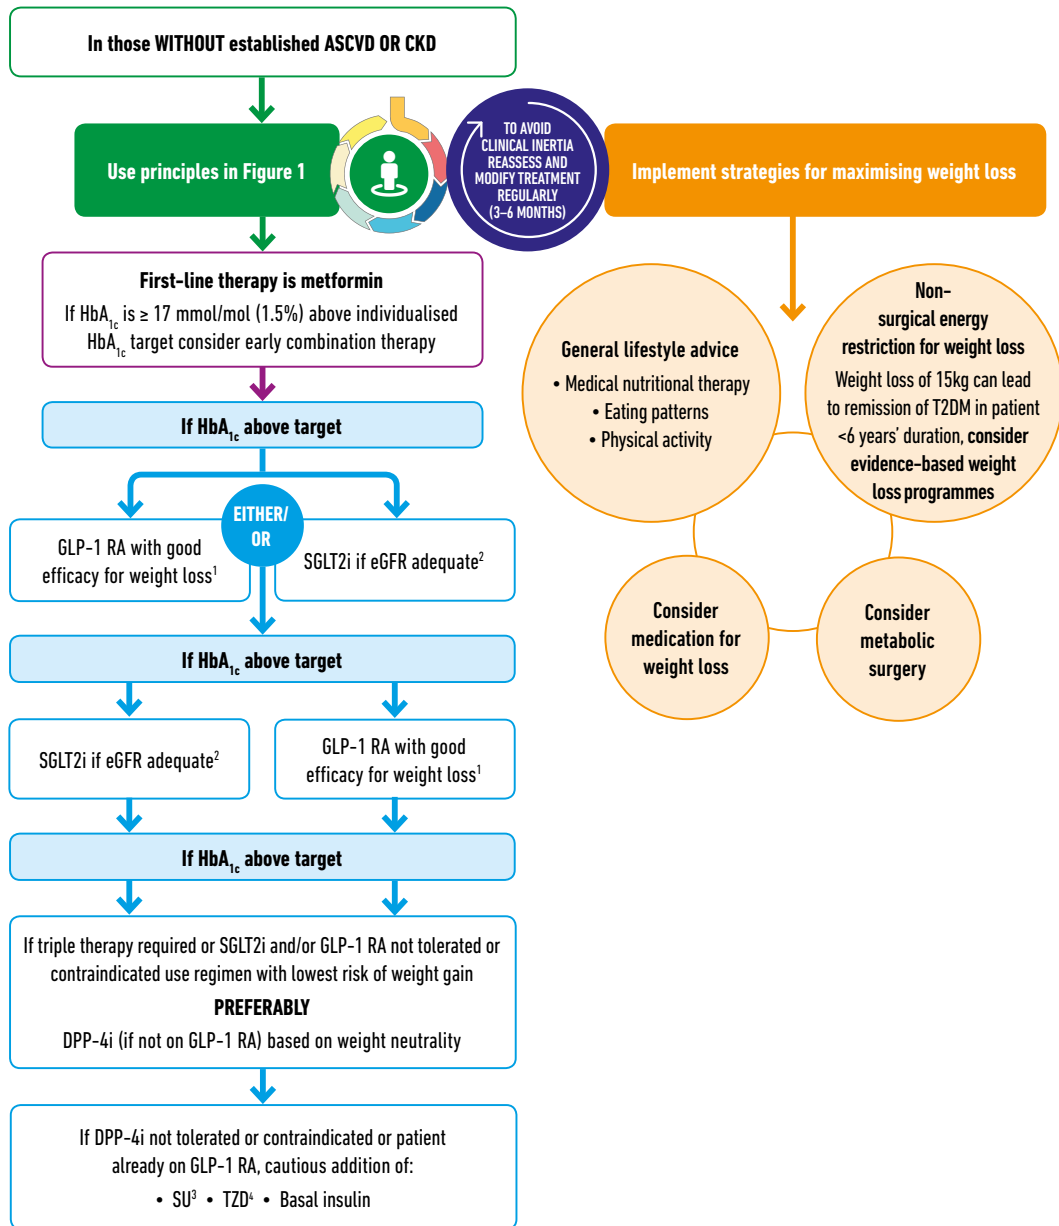 In those WITHOUT established ASCVD OR CKD
Use principles in Figure 1
TO AVOID
CLINICAL INERTIA
REASSESS AND
MODIFY TREATMENT
REGULARLY
(3–6 MONTHS)
Implement strategies for maximising weight loss
First-line therapy is metformin
If HbA1c is ≥ 17 mmol/mol (1.5%) above individualised
HbA1c target consider early combination therapy
If HbA1c above target
EITHER/
OR
GLP-1 RA with good
efficacy for weight loss¹
SGLT2i if eGFR adequate²
If HbA1c above target
SGLT2i if eGFR adequate²
GLP-1 RA with good
efficacy for weight loss¹
If HbA1c above target
If triple therapy required or SGLT2i and/or GLP-1 RA not tolerated or
contraindicated use regimen with lowest risk of weight gain
PREFERABLY
DPP-4i (if not on GLP-1 RA) based on weight neutrality
If DPP-4i not tolerated or contraindicated or patient
already on GLP-1 RA, cautious addition of:
• SU³ • TZD⁴ • Basal insulin
General lifestyle advice
• Medical nutritional therapy
• Eating patterns
• Physical activity
Non-
surgical energy
restriction for weight loss
Weight loss of 15kg can lead
to remission of T2DM in patient
<6 years' duration, consider
evidence-based weight
loss programmes
Consider
medication for
weight loss
Consider
metabolic
surgery